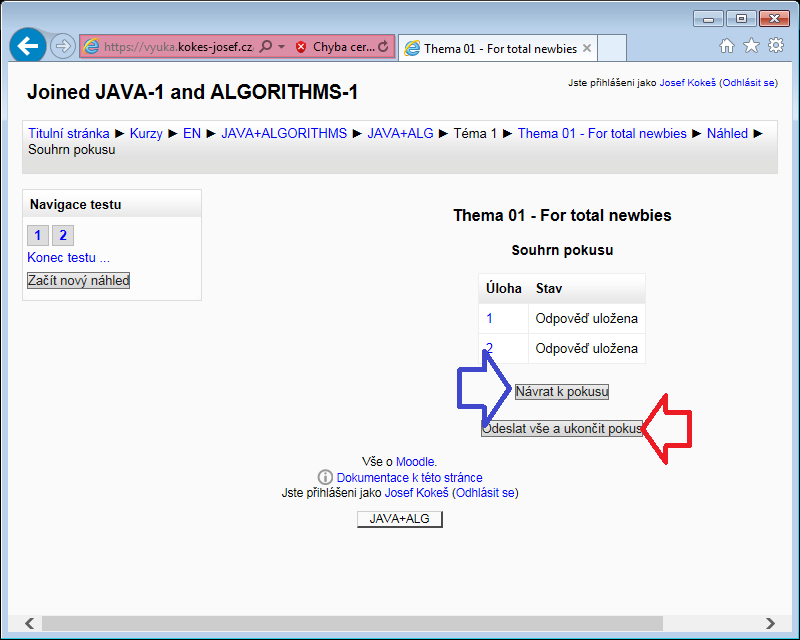 https://vyuka.kokes-josef.cz
Chyba cer...
Thema 01 - For total newbies
Joined JAVA-1 and ALGORITHMS-1
Jste přihlášeni jako Josef Kokeš (Odhlásit se)
Titulní stránka ► Kurzy ► EN ► JAVA+ALGORITHMS ► JAVA+ALG ► Téma 1 ► Thema 01 - For total newbies ► Náhled ►
Souhrn pokusu
Navigace testu
1 2
Konec testu ...
Začít nový náhled
Thema 01 - For total newbies
Souhrn pokusu
Úloha Stav
1 Odpověď uložena
2 Odpověď uložena
Návrat k pokusu
Odeslat vše a ukončit pokus
Vše o Moodle.
Dokumentace k této stránce
Jste přihlášeni jako Josef Kokeš (Odhlásit se)
JAVA+ALG